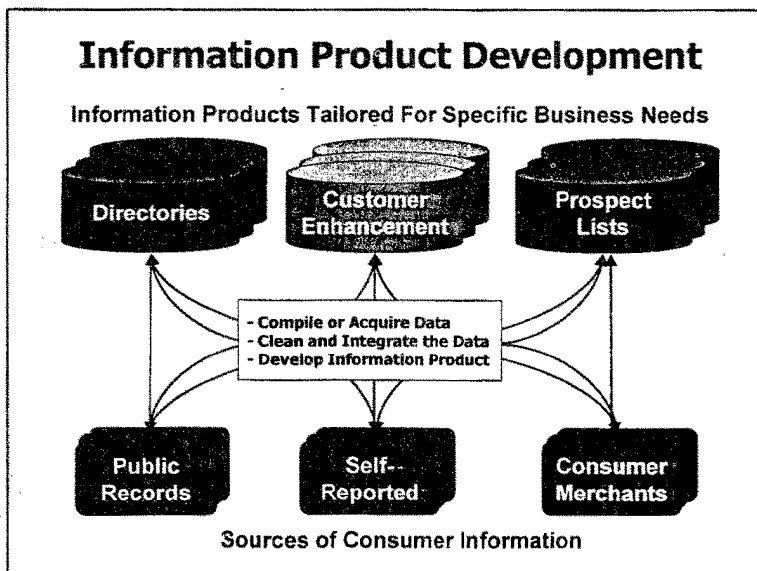 Information Product Development
Information Products Tailored For Specific Business Needs
Directories
Customer
Enhancement
Prospect
Lists
- Compile or Acquire Data
- Clean and Integrate the Data
- Develop Information Product
Public
Records
Self--
Reported
Consumer
Merchants
Sources of Consumer Information